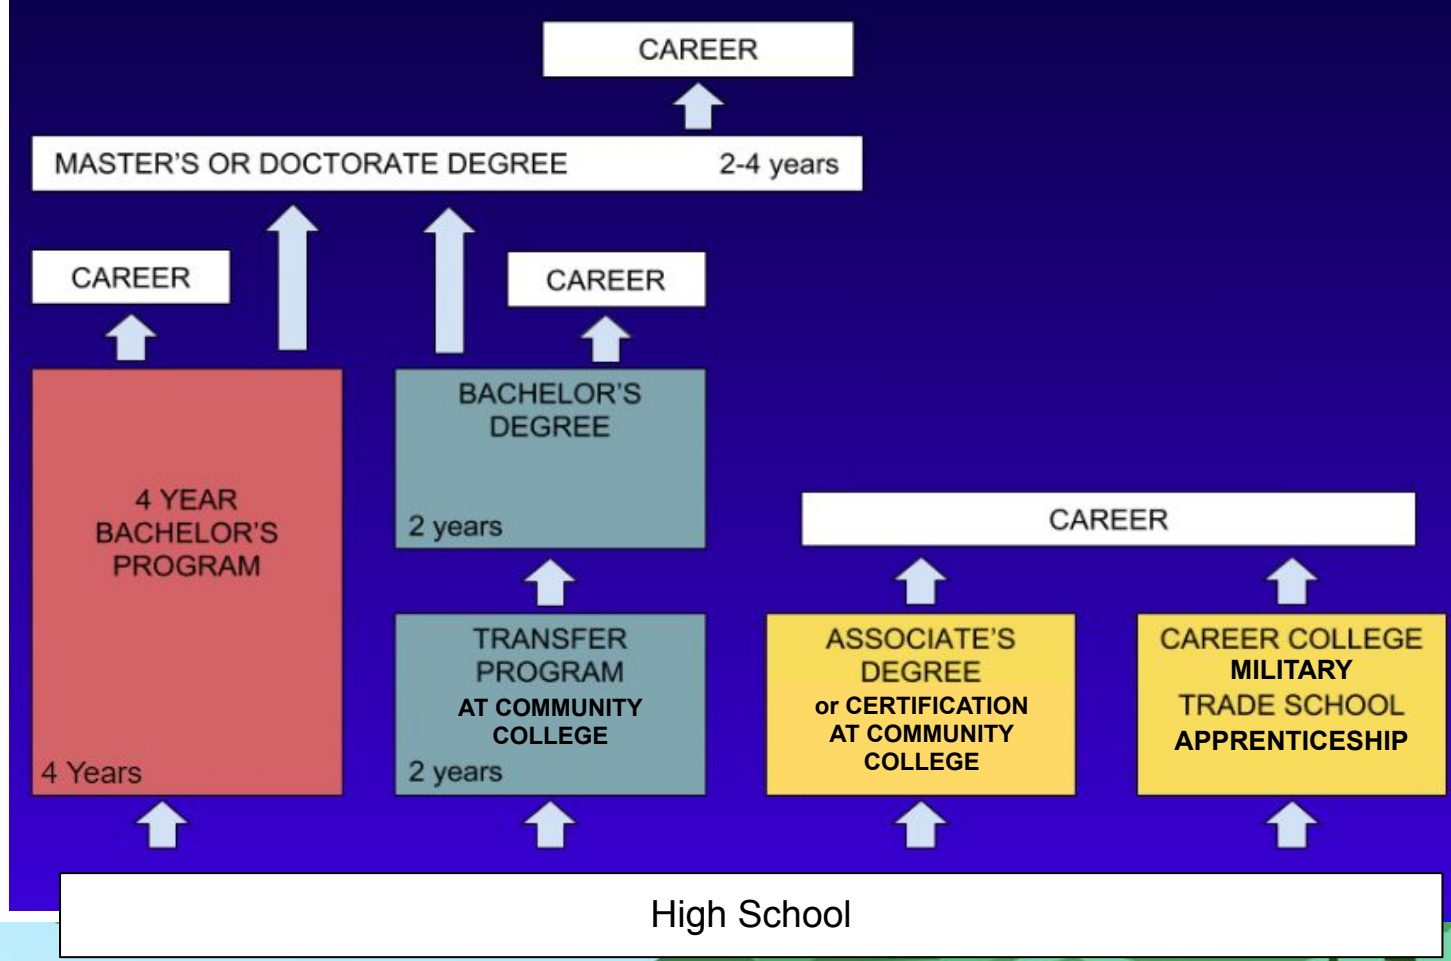 CAREER
MASTER'S OR DOCTORATE DEGREE 2-4 years
CAREER
CAREER
4 YEAR
BACHELOR'S
PROGRAM
4 Years
BACHELOR'S
DEGREE
2 years
TRANSFER
PROGRAM
AT COMMUNITY
COLLEGE
2 years
CAREER
ASSOCIATE'S
DEGREE
or CERTIFICATION
AT COMMUNITY
COLLEGE
CAREER COLLEGE
MILITARY
TRADE SCHOOL
APPRENTICESHIP
High School